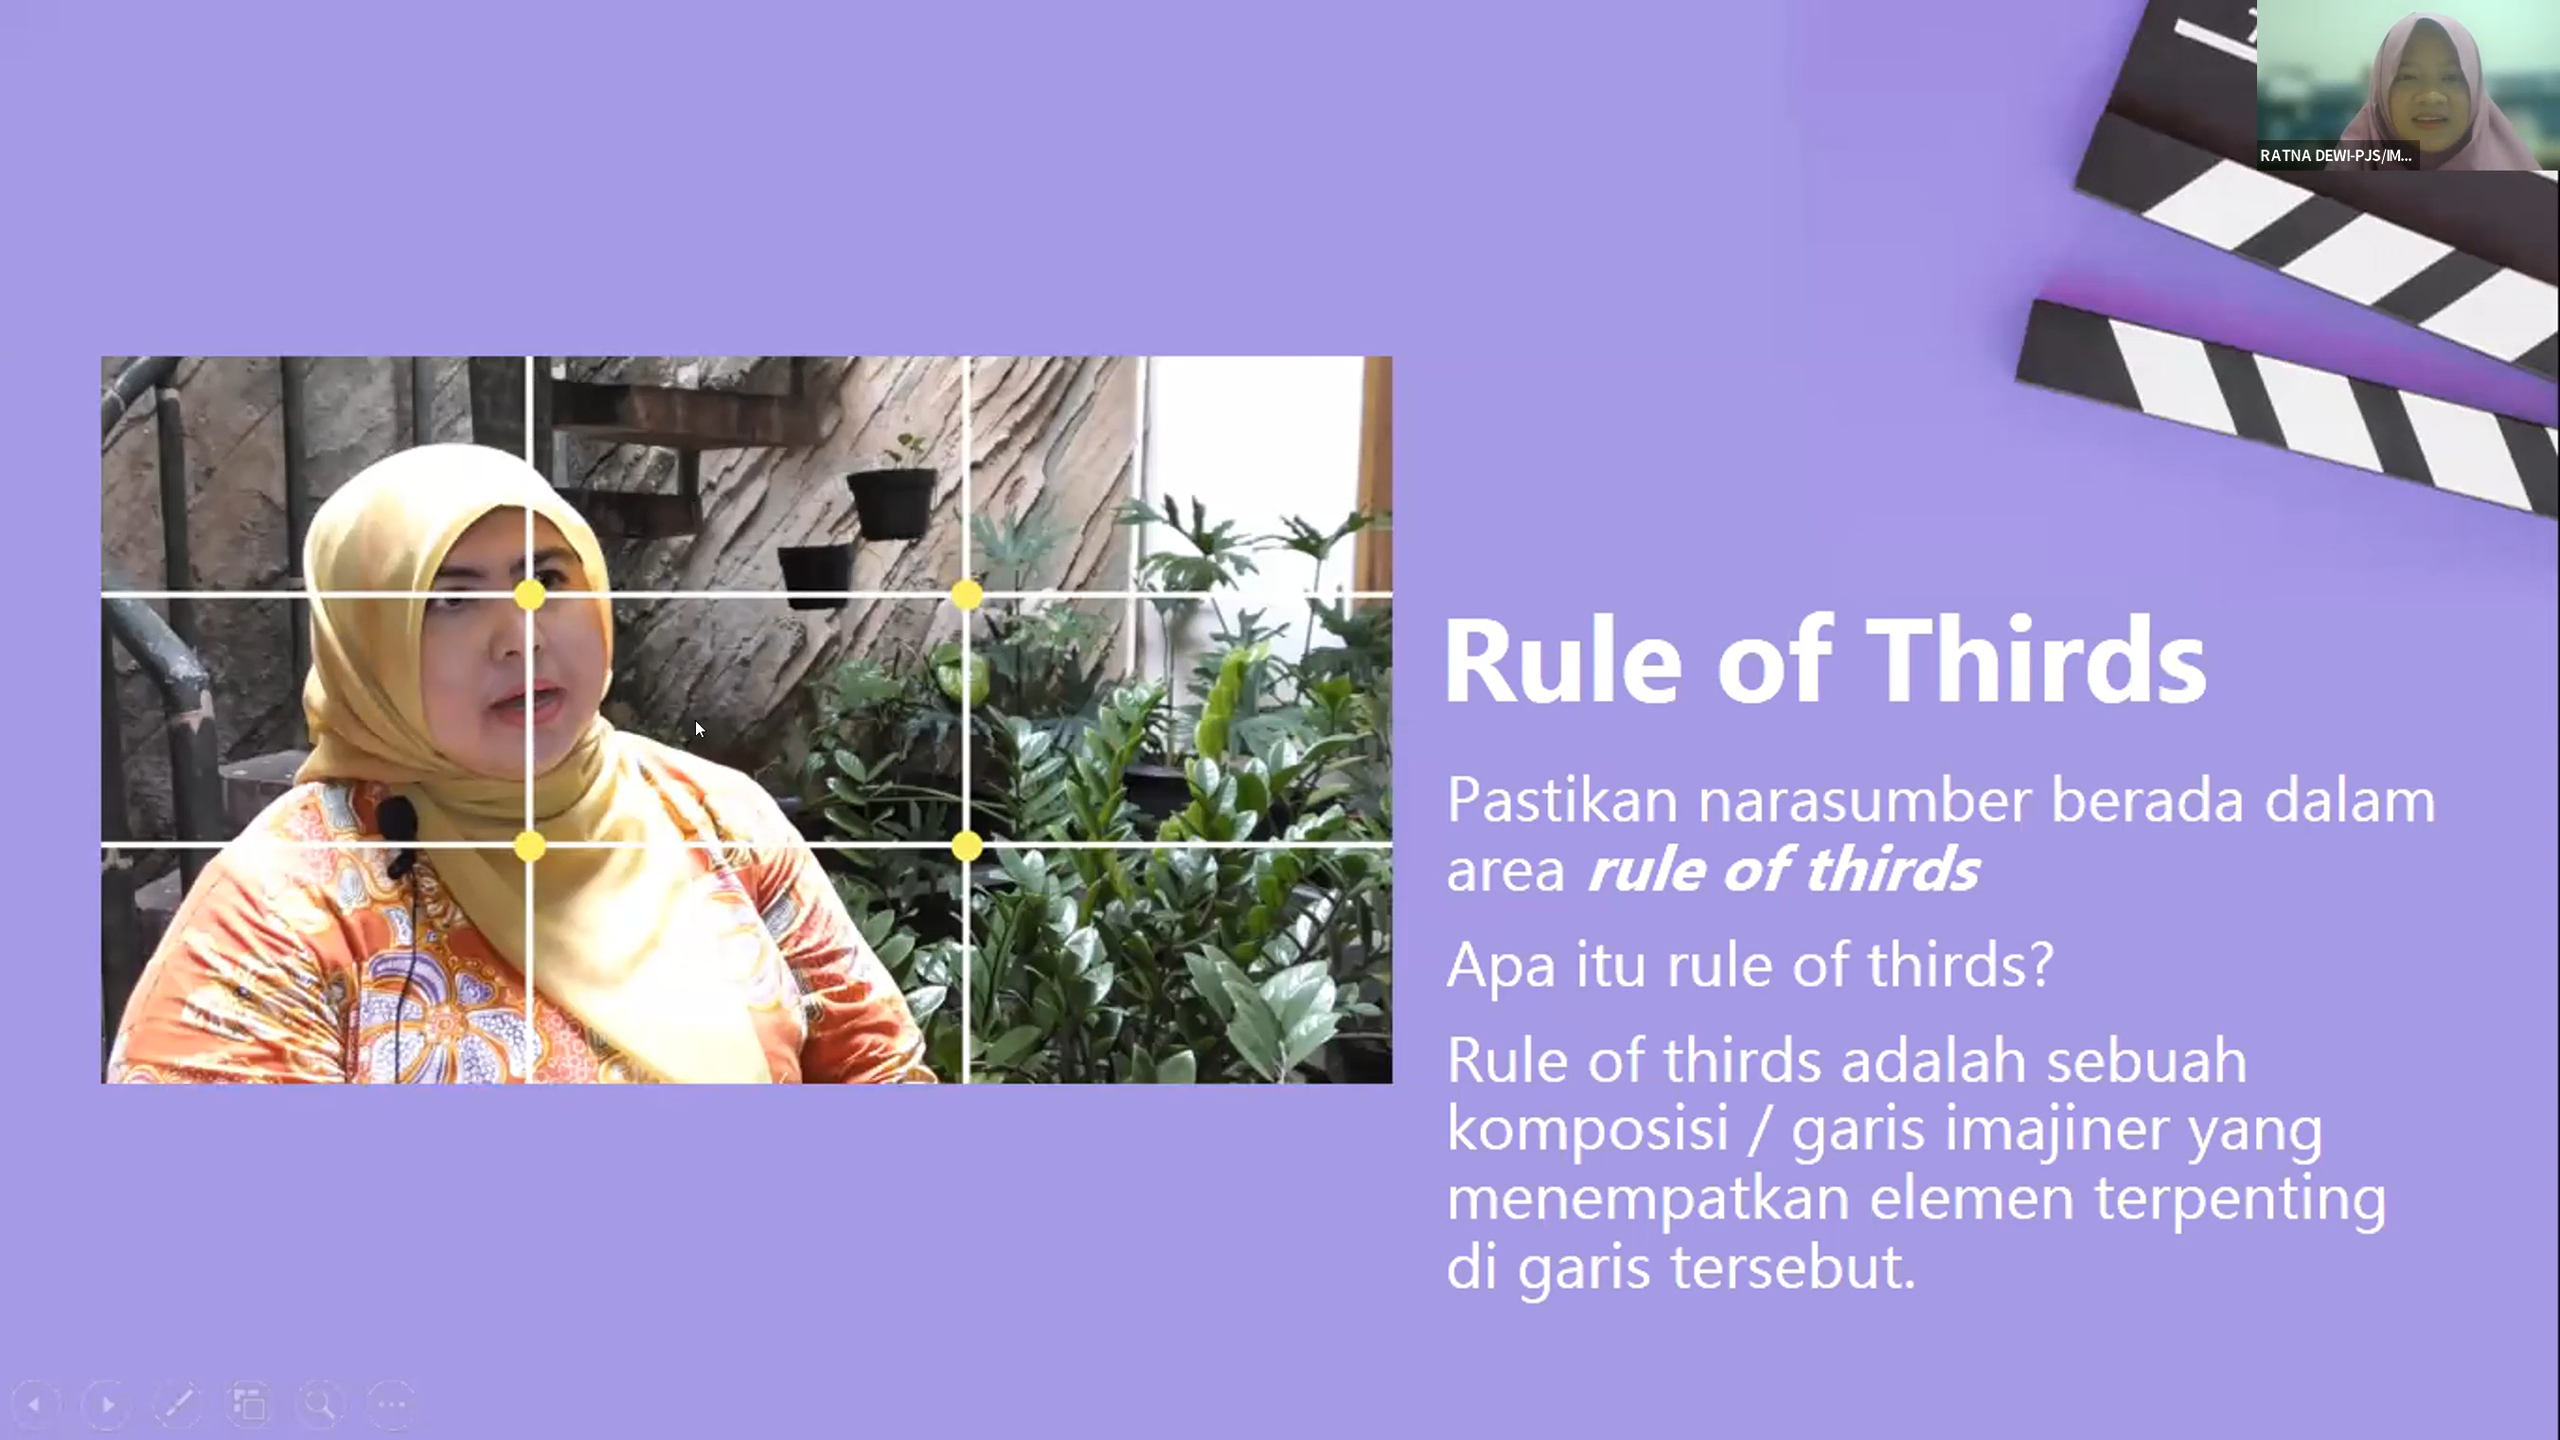 RATNA DEWI-PJS/IM...
Rule of Thirds
Pastikan narasumber berada dalam
area rule of thirds
Apa itu rule of thirds?
Rule of thirds adalah sebuah
komposisi / garis imajiner yang
menempatkan elemen terpenting
di garis tersebut.